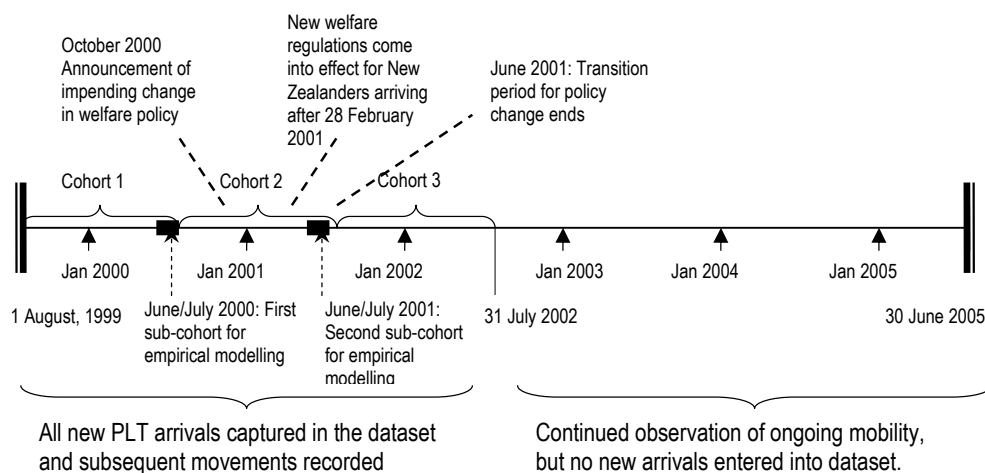 October 2000
Announcement of
impending change
in welfare policy
New welfare
regulations come
into effect for New
Zealanders arriving
after 28 February
2001
June 2001: Transition
period for policy
change ends
Cohort 1
Cohort 2
Cohort 3
Jan 2000
Jan 2001
Jan 2002
Jan 2003
Jan 2004
Jan 2005
1 August, 1999
June/July 2000: First
sub-cohort for
empirical modelling
June/July 2001:
Second sub-cohort
for empirical
modelling
31 July 2002
30 June 2005
All new PLT arrivals captured in the dataset
and subsequent movements recorded
Continued observation of ongoing mobility,
but no new arrivals entered into dataset.